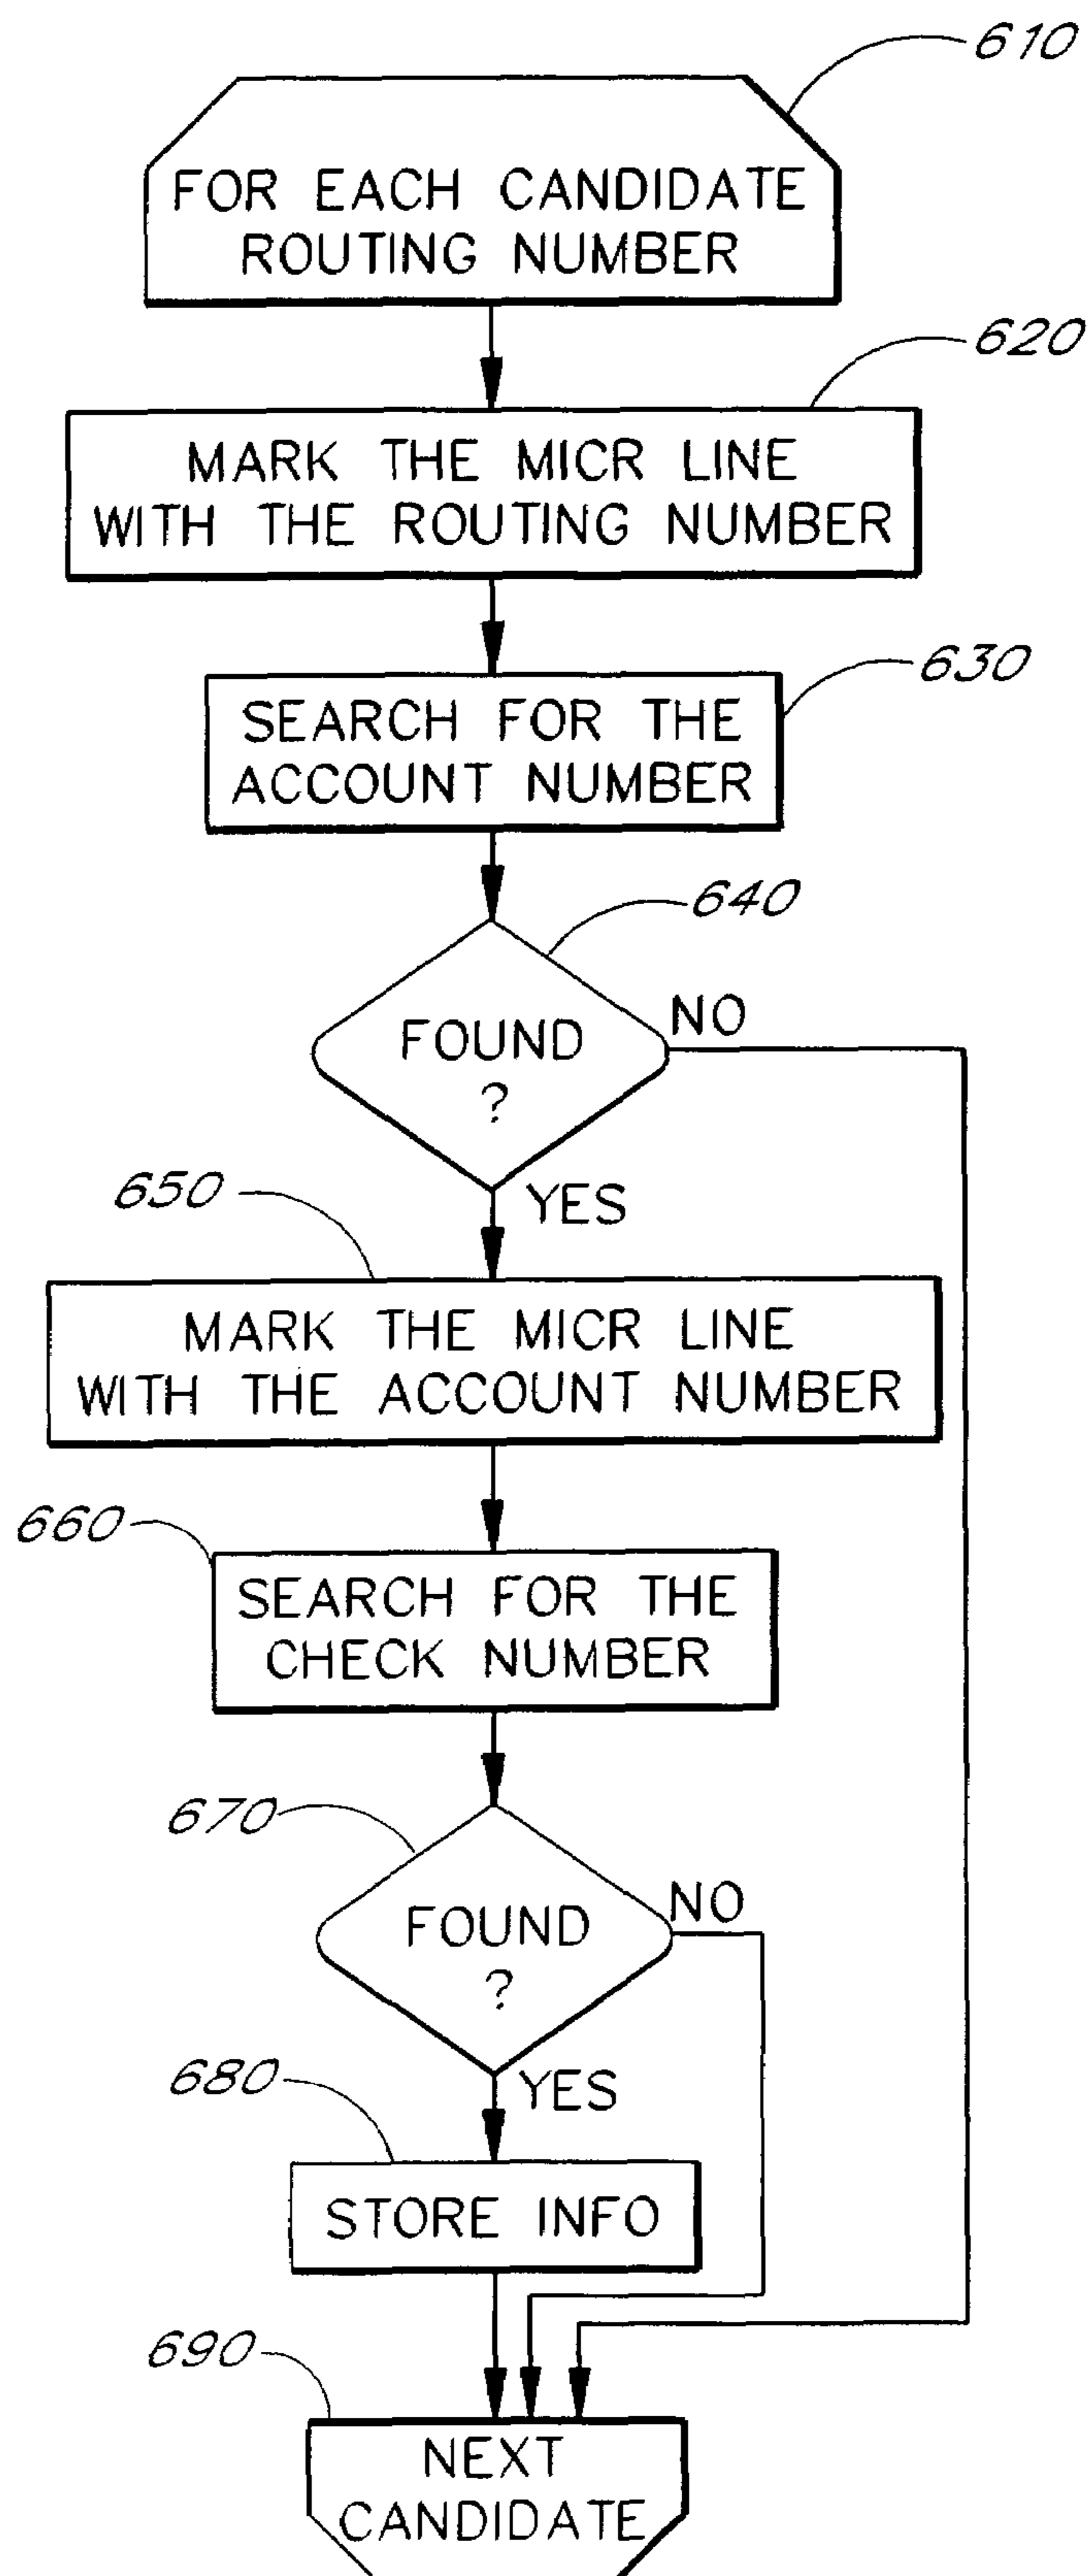 610
FOR EACH CANDIDATE
ROUTING NUMBER
620
MARK THE MICR LINE
WITH THE ROUTING NUMBER
630
SEARCH FOR THE
ACCOUNT NUMBER
640
FOUND
?
NO
YES
650
MARK THE MICR LINE
WITH THE ACCOUNT NUMBER
660
SEARCH FOR THE
CHECK NUMBER
670
FOUND
?
NO
YES
680
STORE INFO
690
NEXT
CANDIDATE